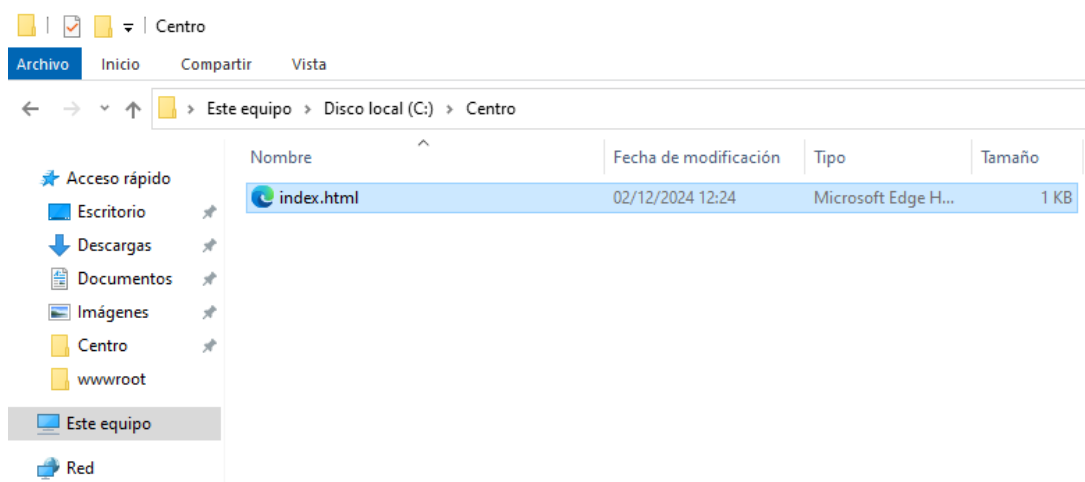 Centro
Archivo Inicio Compartir Vista
Este equipo Disco local (C:) Centro
Nombre Fecha de modificación Tipo Tamaño
Acceso rápido
index.html 02/12/2024 12:24 Microsoft Edge H... 1 KB
Escritorio
Descargas
Documentos
Imágenes
Centro
wwwroot
Este equipo
Red